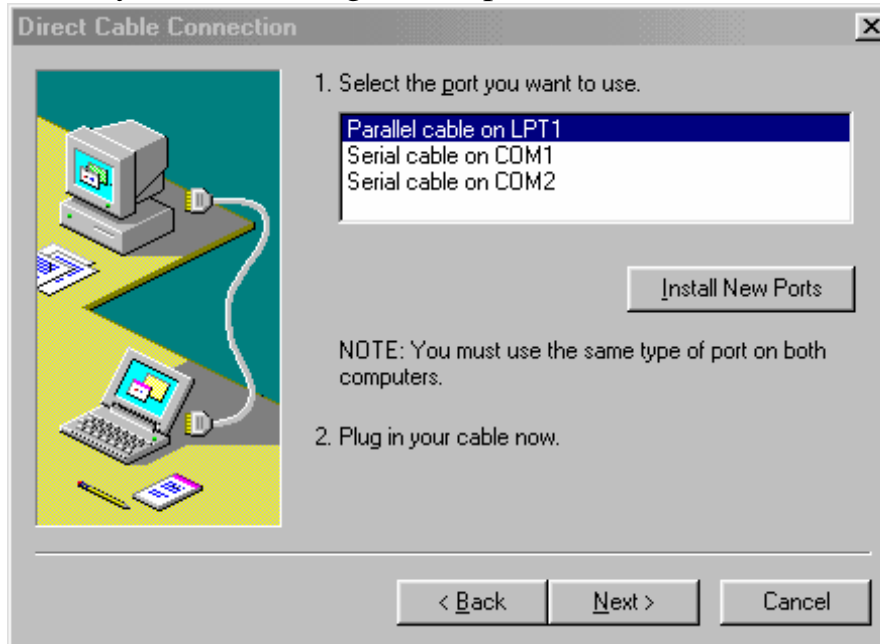 Direct Cable Connection
1. Select the port you want to use.
Parallel cable on LPT1
Serial cable on COM1
Serial cable on COM2
Install New Ports
NOTE: You must use the same type of port on both
computers.
2. Plug in your cable now.
< Back
Next >
Cancel